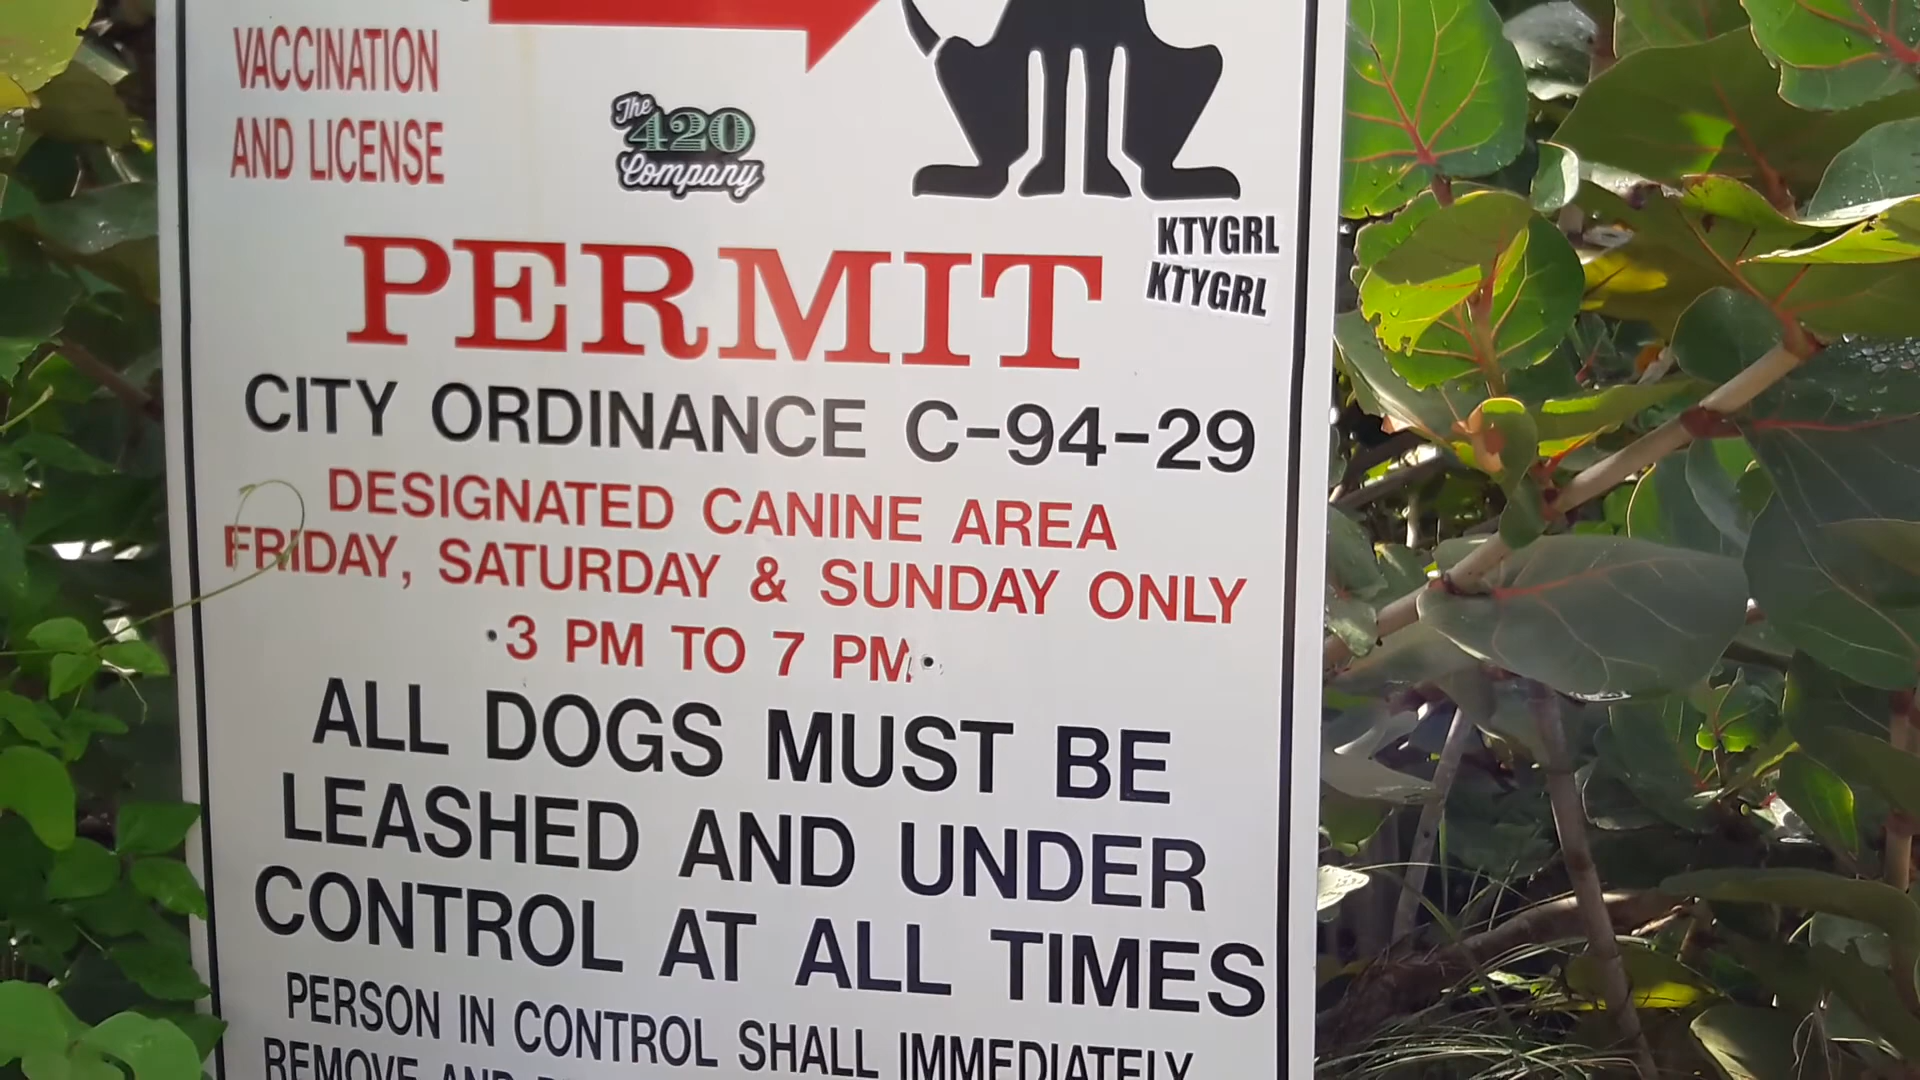 VACCINATION
AND LICENSE
The
420
Company
KTYGRL
KTYGRL
PERMIT
CITY ORDINANCE C-94-29
DESIGNATED CANINE AREA
FRIDAY, SATURDAY & SUNDAY ONLY
3 PM TO 7 PM
ALL DOGS MUST BE
LEASHED AND UNDER
CONTROL AT ALL TIMES
PERSON IN CONTROL SHALL IMMEDIATELY
REMOVE AND